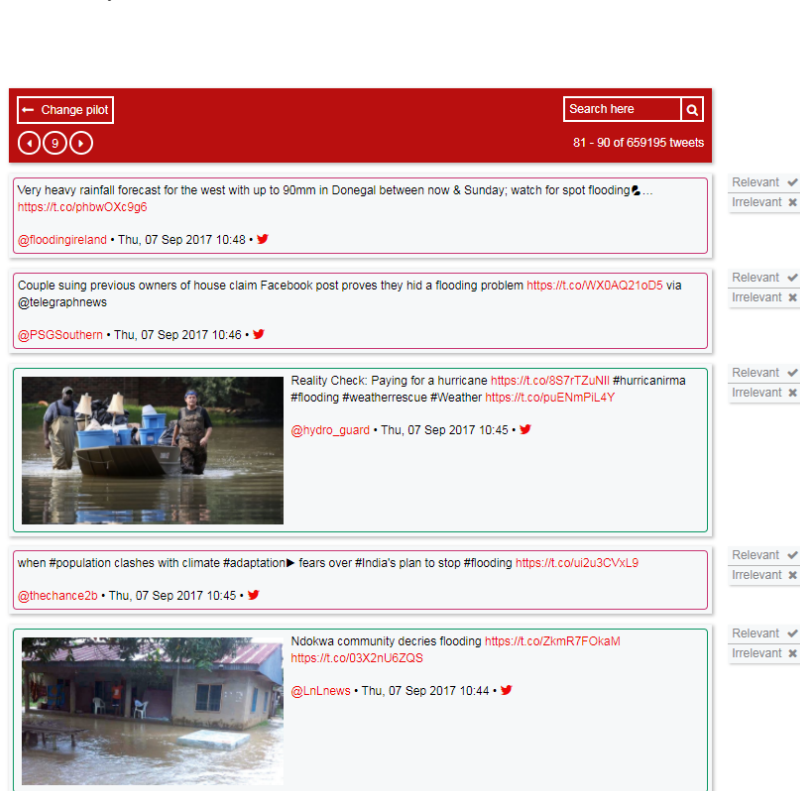 Change pilot
Search here
9
81 - 90 of 659195 tweets
Very heavy rainfall forecast for the west with up to 90mm in Donegal between now & Sunday; watch for spot flooding…
https://t.co/phbwOXc9g6
@floodingireland • Thu, 07 Sep 2017 10:48 •
Relevant
Irrelevant
Couple suing previous owners of house claim Facebook post proves they hid a flooding problem https://t.co/WX0AQ21oD5 via
@telegraphnews
@PSGSouthern • Thu, 07 Sep 2017 10:46 •
Relevant
Irrelevant
Reality Check: Paying for a hurricane https://t.co/8S7rTZuNIl #hurricanirma
#flooding #weatherrescue #Weather https://t.co/puENmPiL4Y
@hydro_guard • Thu, 07 Sep 2017 10:45 •
Relevant
Irrelevant
when #population clashes with climate #adaptation▶ fears over #India's plan to stop #flooding https://t.co/ui2u3CVxL9
@thechance2b • Thu, 07 Sep 2017 10:45 •
Relevant
Irrelevant
Ndokwa community decries flooding https://t.co/ZkmR7FOkaM
https://t.co/03X2nU6ZQS
@LnLnews • Thu, 07 Sep 2017 10:44 •
Relevant
Irrelevant